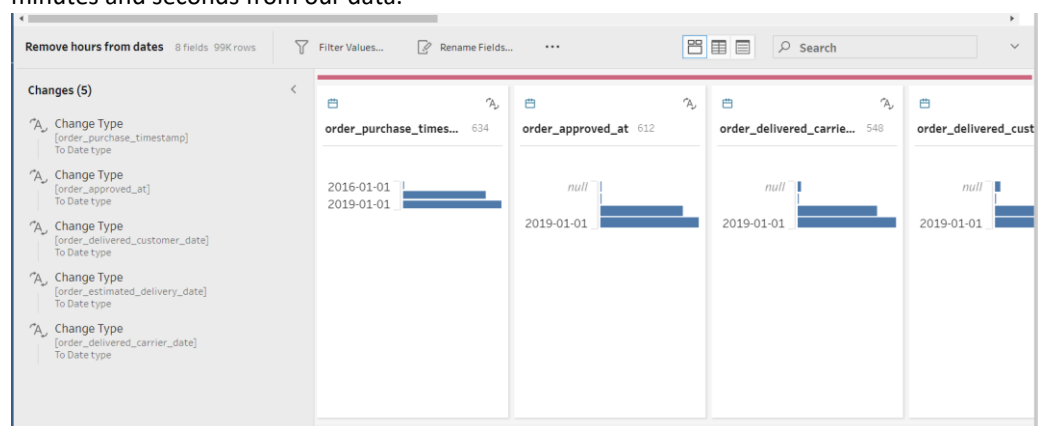 minutes and seconds from our data.
Remove hours from dates 8 fields 99K rows Filter Values... Rename Fields... ... Search
Changes (5)
Change Type
[order_purchase_timestamp]
To Date type
Change Type
[order_approved_at]
To Date type
Change Type
[order_delivered_customer_date]
To Date type
Change Type
[order_estimated_delivery_date]
To Date type
Change Type
[order_delivered_carrier_date]
To Date type
order_purchase_times... 634
2016-01-01
2019-01-01
order_approved_at 612
null
2019-01-01
order_delivered_carrie... 548
null
2019-01-01
order_delivered_cust
null
2019-01-01